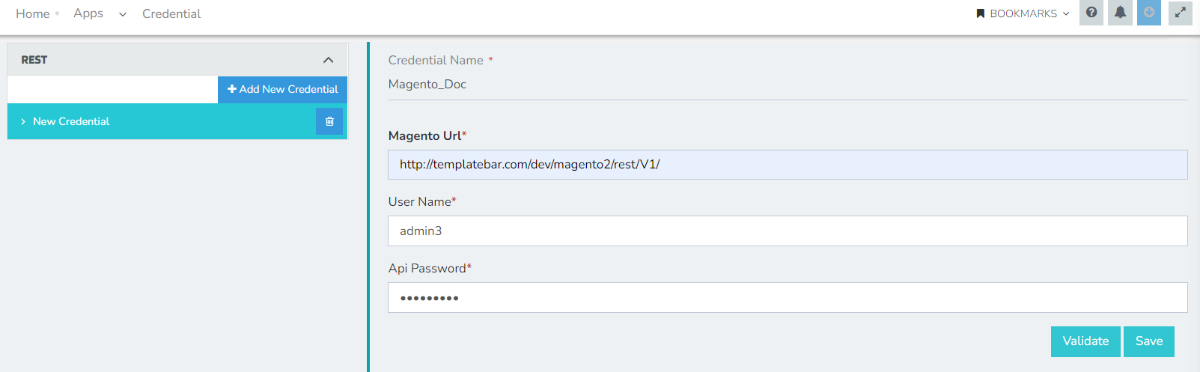 Home Apps Credential BOOKMARKS
REST
+ Add New Credential
New Credential
Credential Name *
Magento_Doc
Magento Url*
http://templatebar.com/dev/magento2/rest/V1/
User Name*
admin3
Api Password*
•••••••••
Validate Save